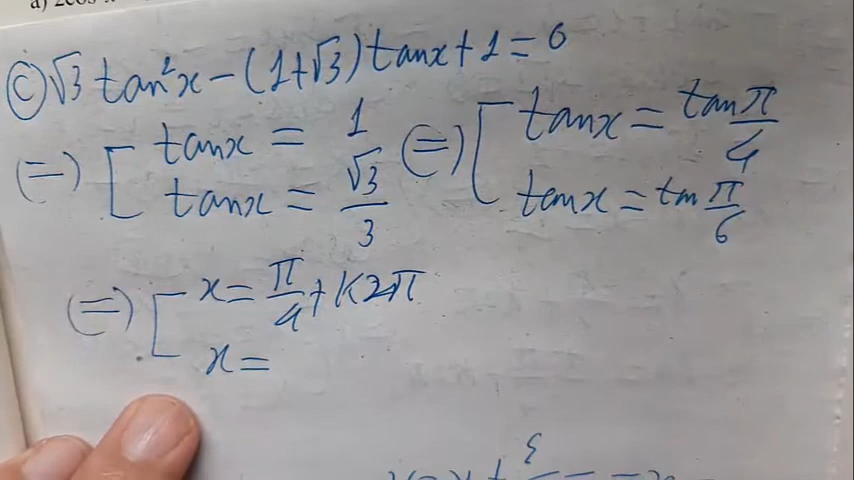 a) 2cos
c) √3 tan²x - (1+√3) tanx + 1 = 0
(=) [ tanx = 1 (=) [ tanx = tan π/4
tanx = √3/3 tanx = tan π/6
(=) [ x = π/4 + k2π
x =